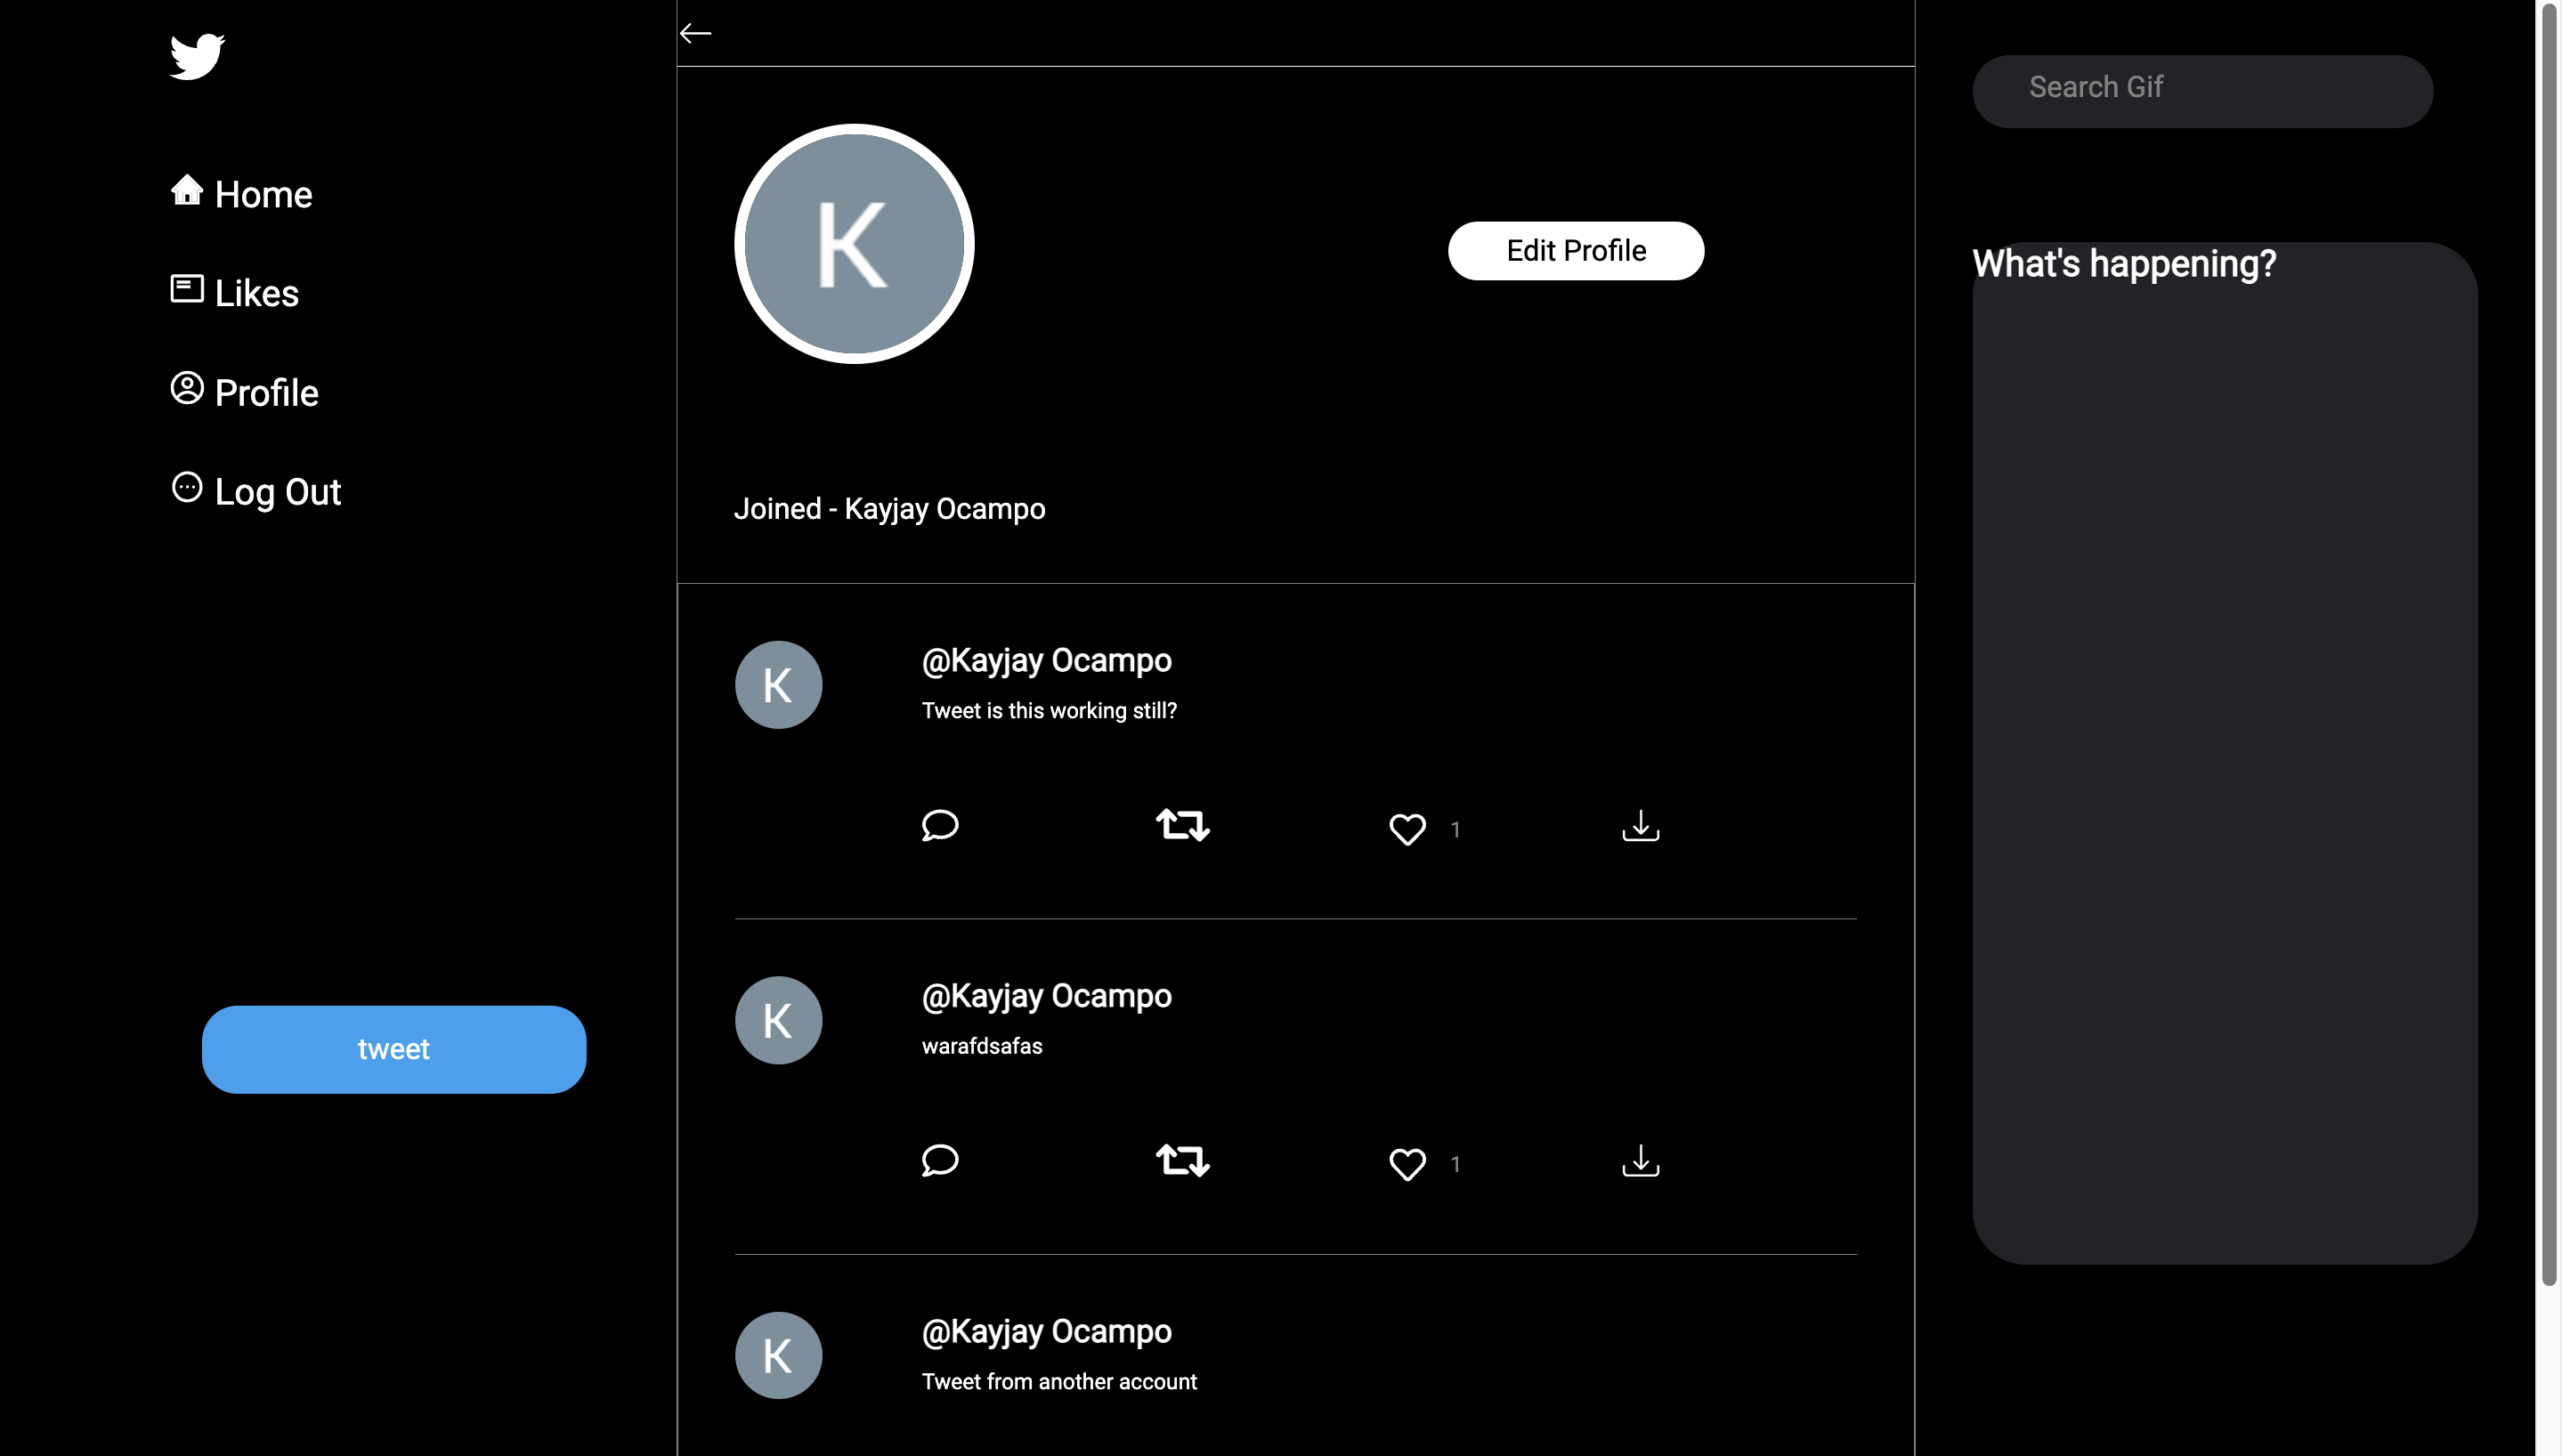 Home
Likes
Profile
Log Out
tweet
K
Edit Profile
Joined - Kayjay Ocampo
K
@Kayjay Ocampo
Tweet is this working still?
1
K
@Kayjay Ocampo
warafdsafas
1
K
@Kayjay Ocampo
Tweet from another account
Search Gif
What's happening?